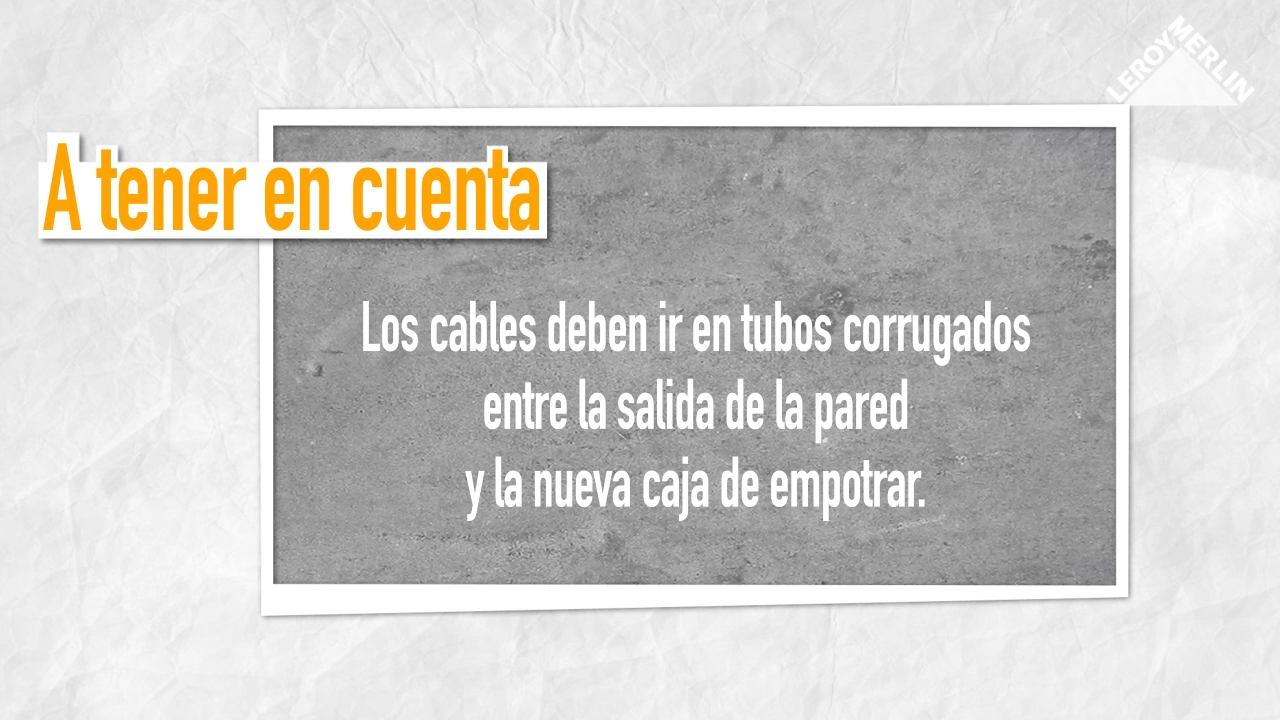 LEROY MERLIN
A tener en cuenta
Los cables deben ir en tubos corrugados
entre la salida de la pared
y la nueva caja de empotrar.